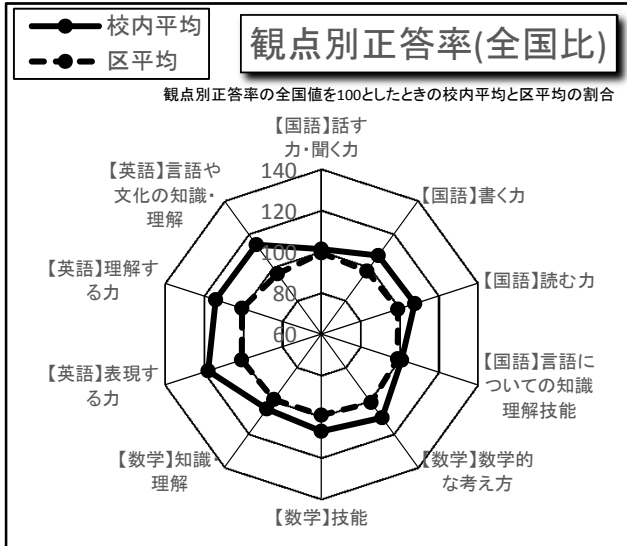 校内平均
区平均
観点別正答率(全国比)
観点別正答率の全国値を100としたときの校内平均と区平均の割合
【国語】話す
力・聞く力
【国語】書く力
【国語】読む力
【国語】言語に
ついての知識
理解技能
【数学】数学的
な考え方
【数学】技能
【数学】知識・
理解
【英語】表現す
る力
【英語】理解す
る力
【英語】言語や
文化の知識・
理解
140
120
100
80
60